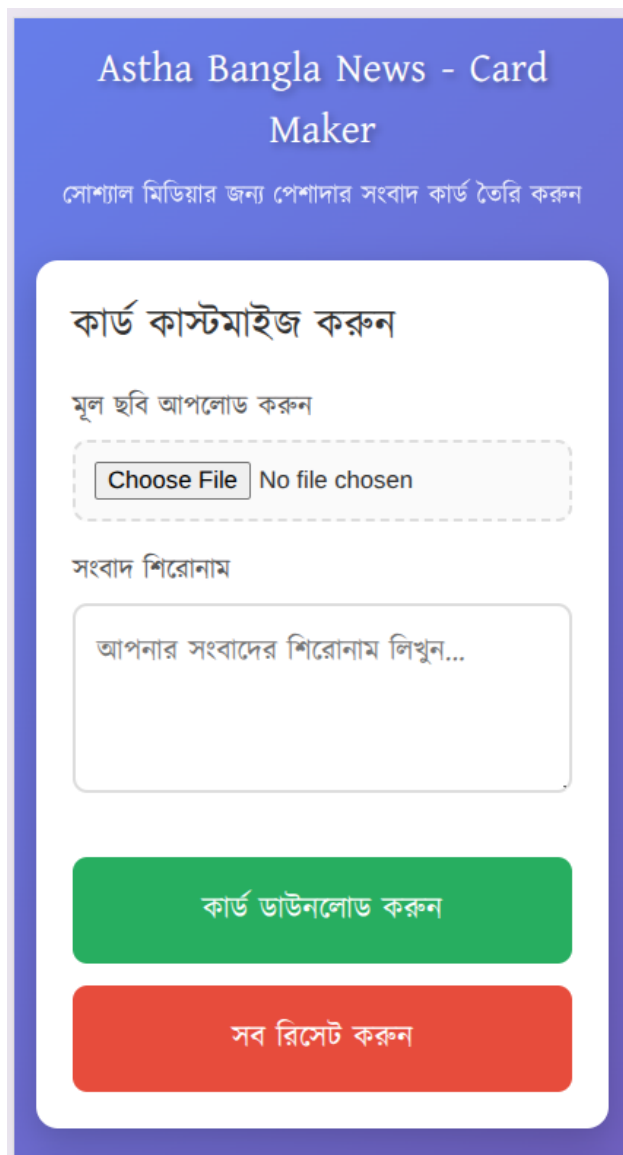 Astha Bangla News - Card
Maker
সোশ্যাল মিডিয়ার জন্য পেশাদার সংবাদ কার্ড তৈরি করুন
কার্ড কাস্টমাইজ করুন
মূল ছবি আপলোড করুন
Choose File No file chosen
সংবাদ শিরোনাম
আপনার সংবাদের শিরোনাম লিখুন...
কার্ড ডাউনলোড করুন
সব রিসেট করুন